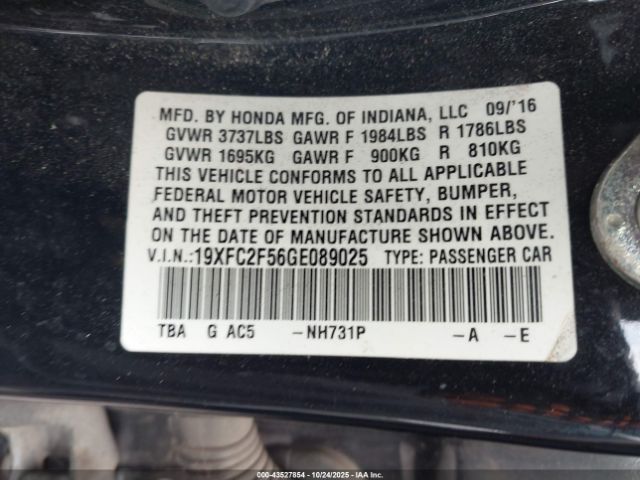 MFD. BY HONDA MFG. OF INDIANA, LLC 09/'16
GVWR 3737LBS GAWR F 1984LBS R 1786LBS
GVWR 1695KG GAWR F 900KG R 810KG
THIS VEHICLE CONFORMS TO ALL APPLICABLE
FEDERAL MOTOR VEHICLE SAFETY, BUMPER,
AND THEFT PREVENTION STANDARDS IN EFFECT
ON THE DATE OF MANUFACTURE SHOWN ABOVE.
V.I.N.:19XFC2F56GE089025 TYPE: PASSENGER CAR
TBA G AC5 -NH731P -A -E
000-43527854 | 10/24/2025 | © IAA Inc.